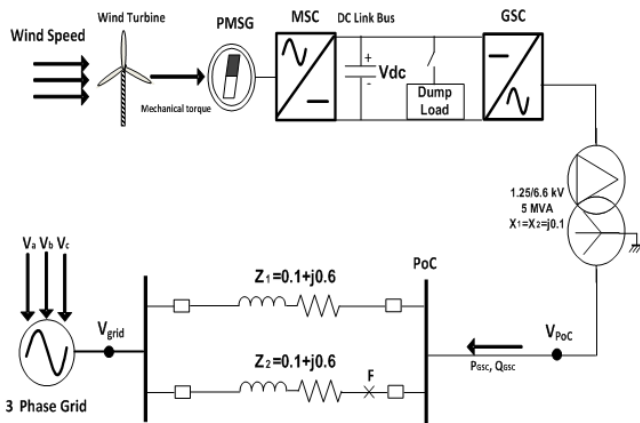 Wind Speed
Wind Turbine
Mechanical torque
PMSG
MSC
DC Link Bus
+
Vdc
-
Dump
Load
GSC
1.25/6.6 kV
5 MVA
X1=X2=j0.1
Va Vb Vc
Vgrid
3 Phase Grid
Z1=0.1+j0.6
Z2=0.1+j0.6
F
PoC
PGSC, QGSC
VPoC